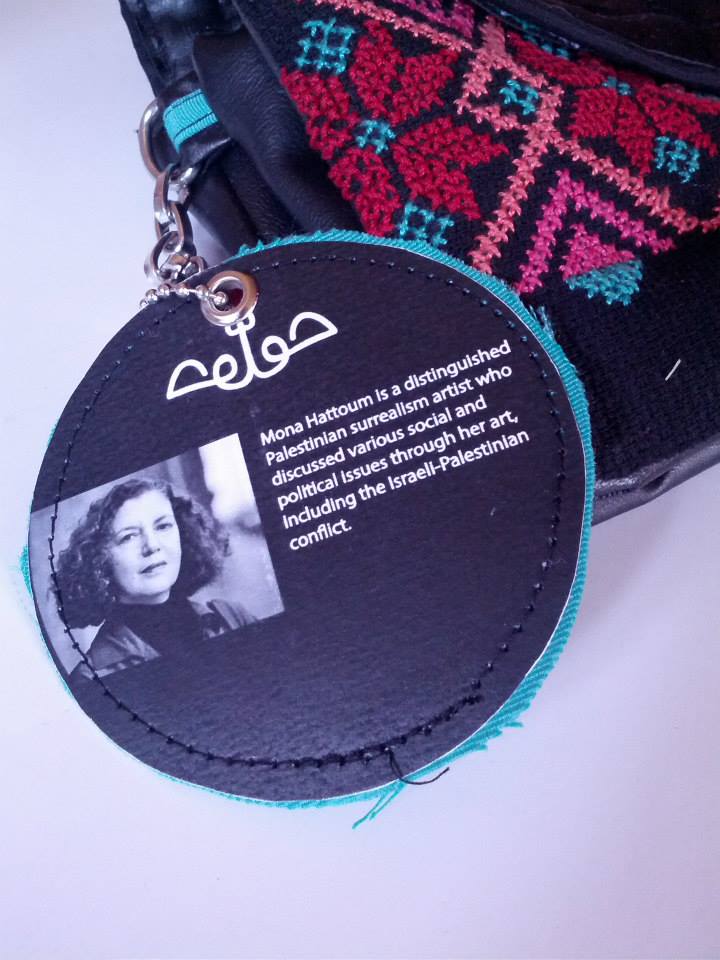 Mona Hattoum is a distinguished
Palestinian surrealism artist who
discussed various social and
political issues through her art,
including the Israeli-Palestinian
conflict.